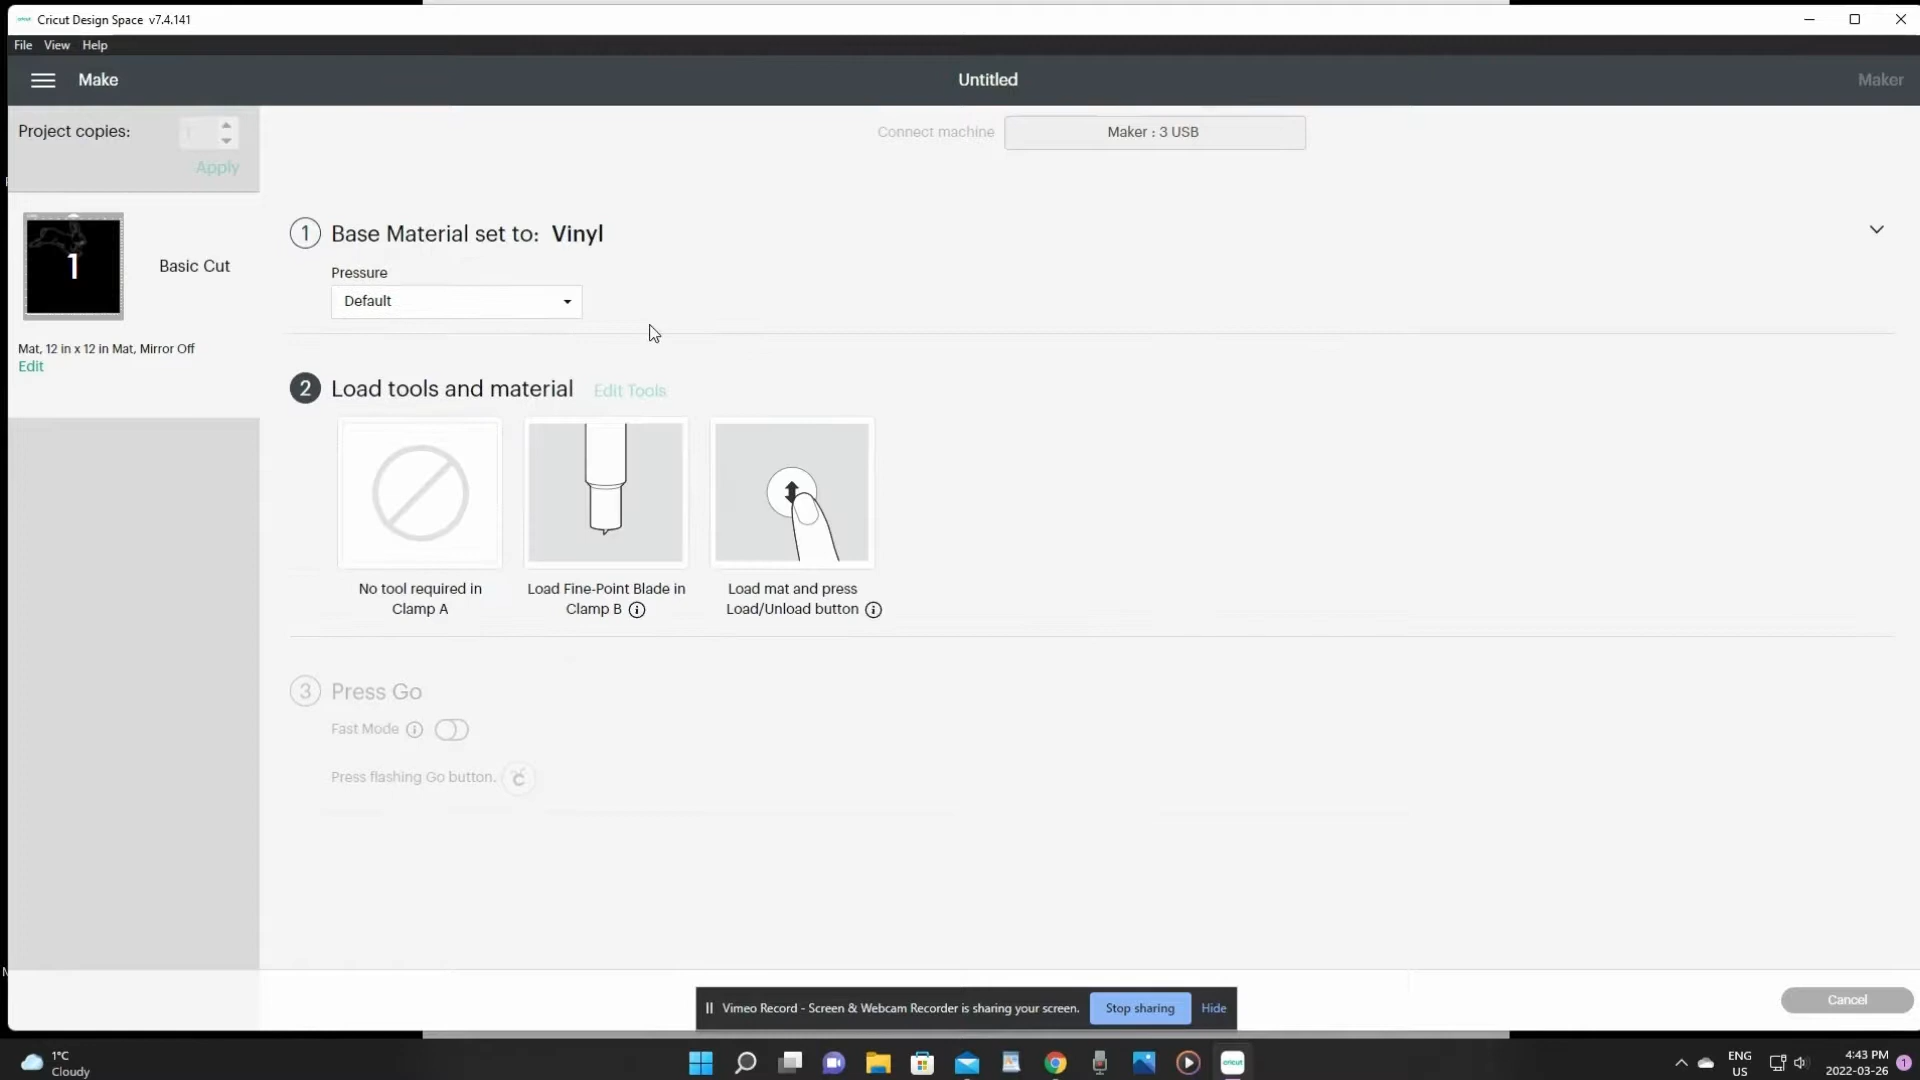 Cricut Design Space v7.4.141
File View Help
Make
Untitled
Maker
Project copies:
Apply
Connect machine
Maker : 3 USB
1
Basic Cut
Mat, 12 in x 12 in Mat, Mirror Off
Edit
1 Base Material set to: Vinyl
Pressure
Default
2 Load tools and material Edit Tools
No tool required in
Clamp A
Load Fine-Point Blade in
Clamp B
Load mat and press
Load/Unload button
3 Press Go
Fast Mode
Press flashing Go button.
Cancel
Vimeo Record - Screen & Webcam Recorder is sharing your screen. Stop sharing Hide
1°C
Cloudy
cricut
ENG
US
4:43 PM
2022-03-26
1